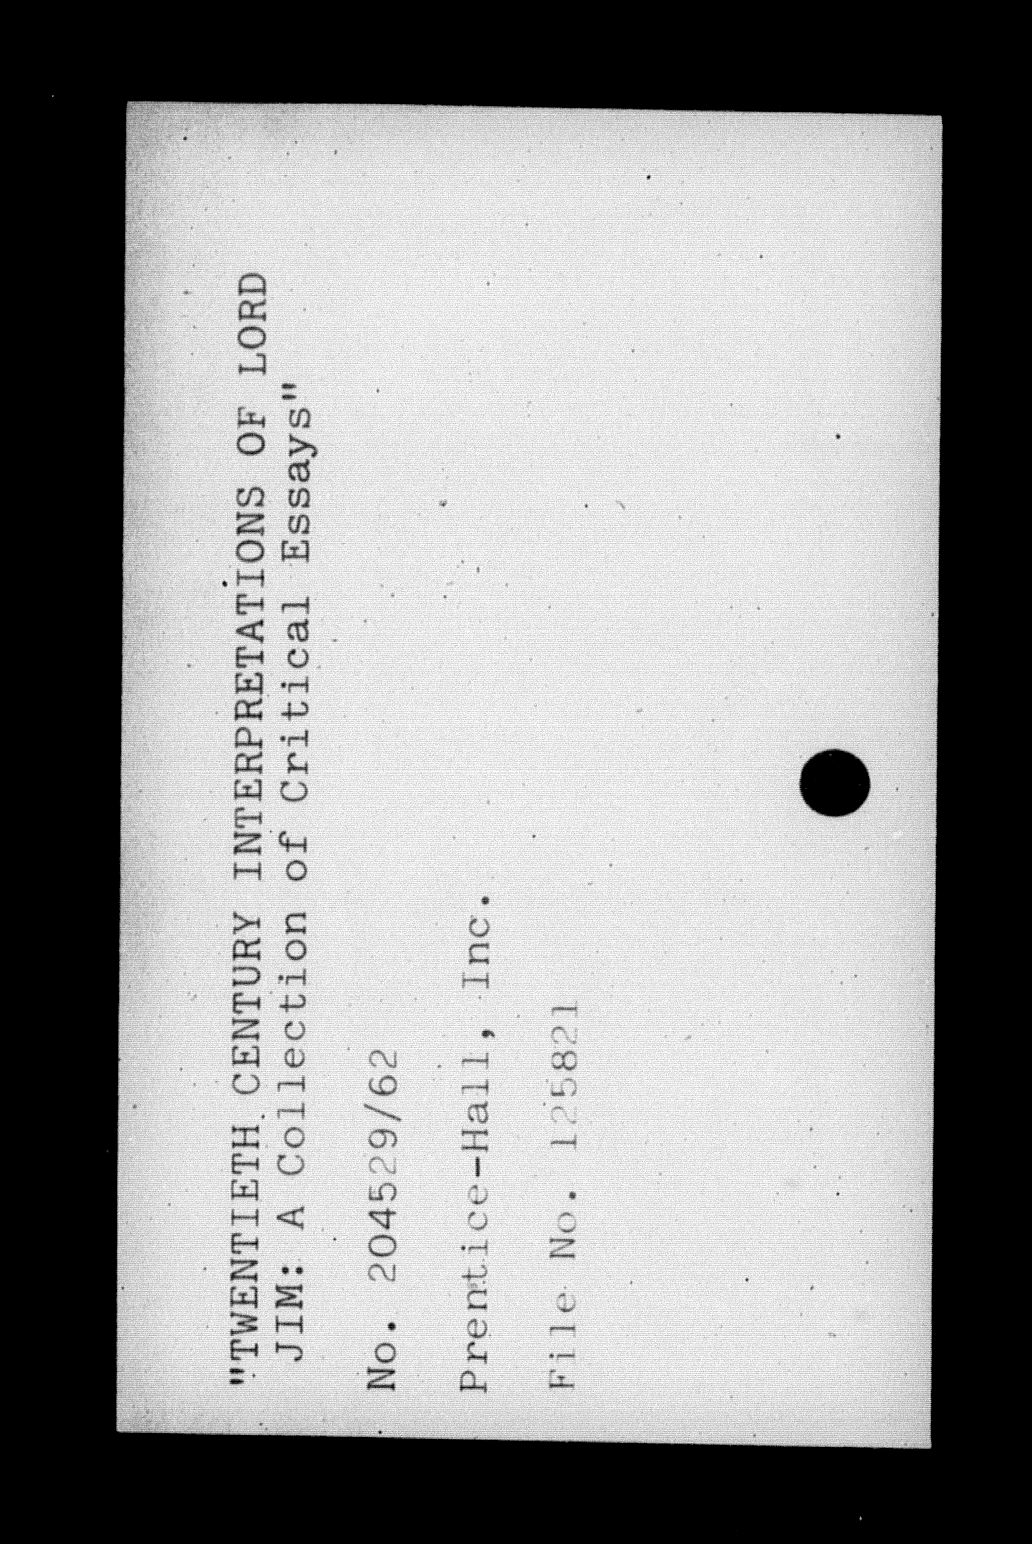 "TWENTIETH CENTURY INTERPRETATIONS OF LORD
JIM: A Collection of Critical Essays"
No. 204529/62
Prentice-Hall, Inc.
File No. 125821